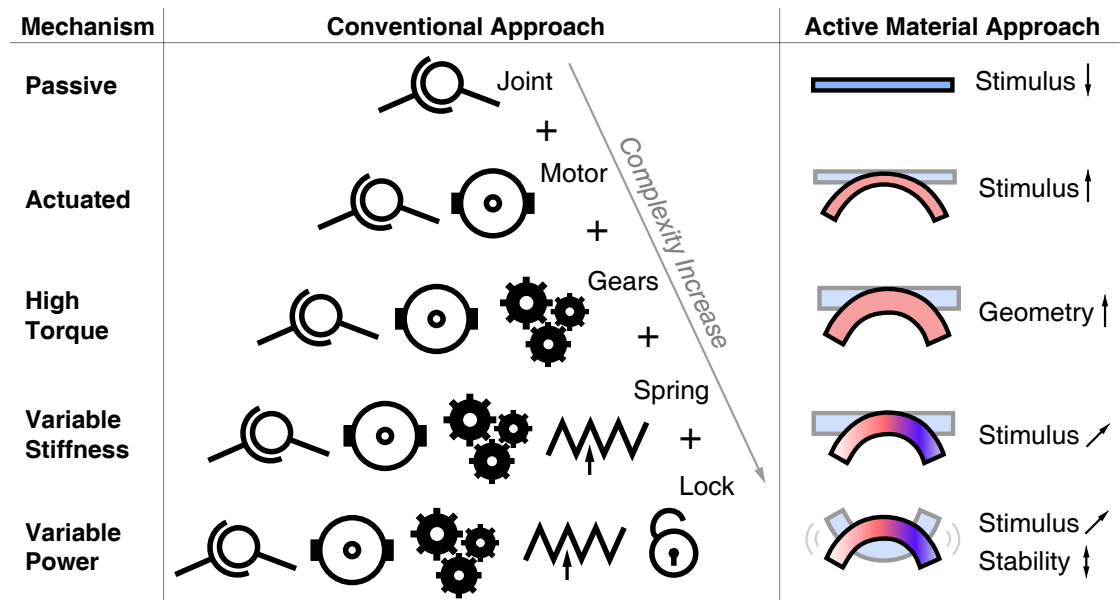 Mechanism
Conventional Approach
Active Material Approach
Passive
Joint
Stimulus
+
Actuated
Motor
Stimulus
+
Complexity Increase
High
Torque
Gears
Geometry
+
Variable
Stiffness
Spring
Stimulus
+
Lock
Variable
Power
Stimulus
Stability